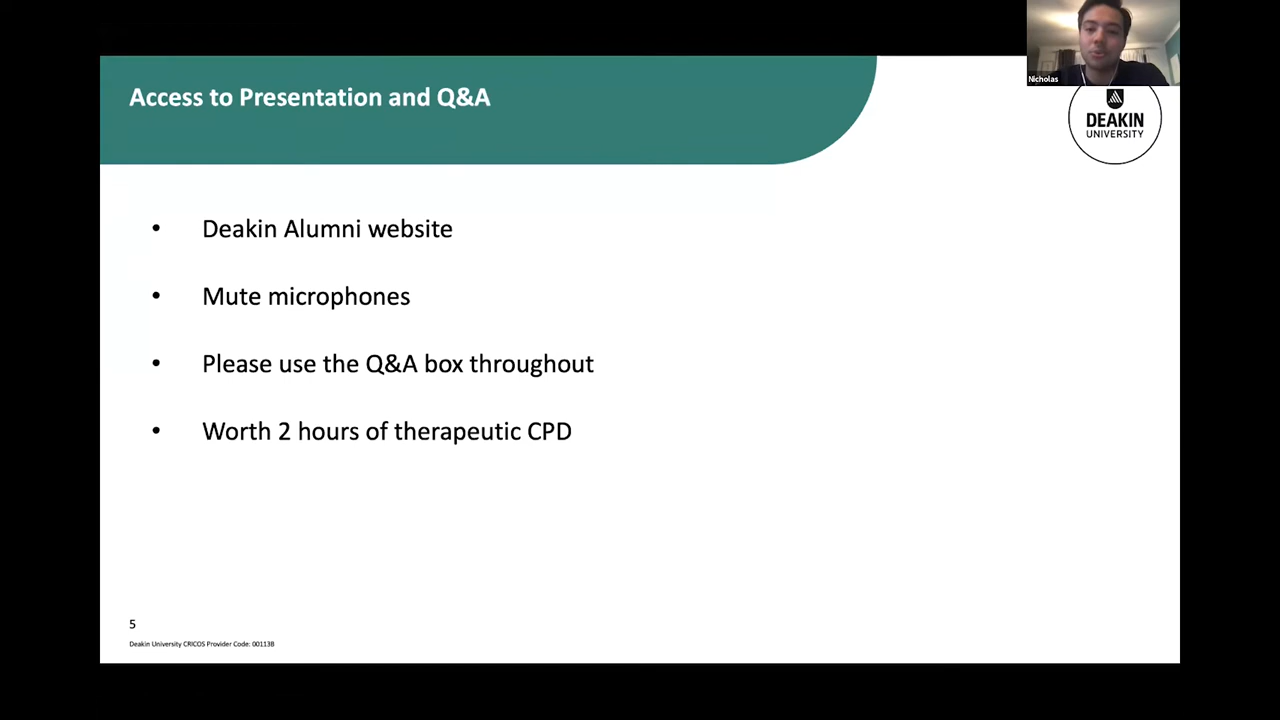 Nicholas
Access to Presentation and Q&A
DEAKIN
UNIVERSITY
• Deakin Alumni website
• Mute microphones
• Please use the Q&A box throughout
• Worth 2 hours of therapeutic CPD
5
Deakin University CRICOS Provider Code: 00113B